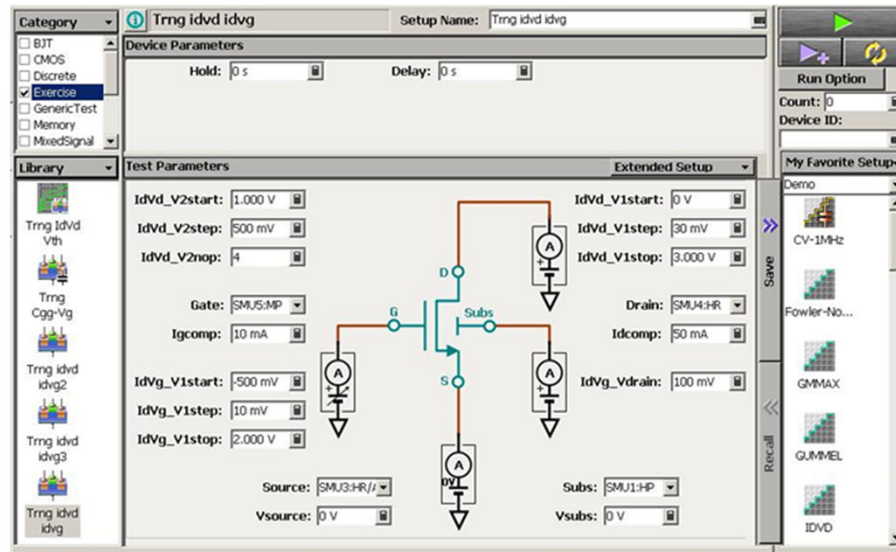 Category
BJT
CMOS
Discrete
Exercise
GenericTest
Memory
MixedSignal
Library
Trng IdVd
Vth
Trng
Cgg-Vg
Trng idvd
idvg2
Trng idvd
idvg3
Trng idvd
idvg
Trng idvd idvg
Setup Name: Trng idvd idvg
Device Parameters
Hold: 0 s
Delay: 0 s
Test Parameters
Extended Setup
IdVd_V2start: 1.000 V
IdVd_V2step: 500 mV
IdVd_V2nop: 4
Gate: SMU5:MP
Igcomp: 10 mA
IdVg_V1start: -500 mV
IdVg_V1step: 10 mV
IdVg_V1stop: 2.000 V
D
G
Subs
S
A
A
A
A
0V
IdVd_V1start: 0 V
IdVd_V1step: 30 mV
IdVd_V1stop: 3.000 V
Drain: SMU4:HR
Idcomp: 50 mA
IdVg_Vdrain: 100 mV
Source: SMU3:HR/
Vsource: 0 V
Subs: SMU1:HP
Vsubs: 0 V
Save
Recall
Run Option
Count: 0
Device ID:
My Favorite Setup
Demo
CV-1MHz
Fowler-No...
GMMAX
GUMMEL
IDVD